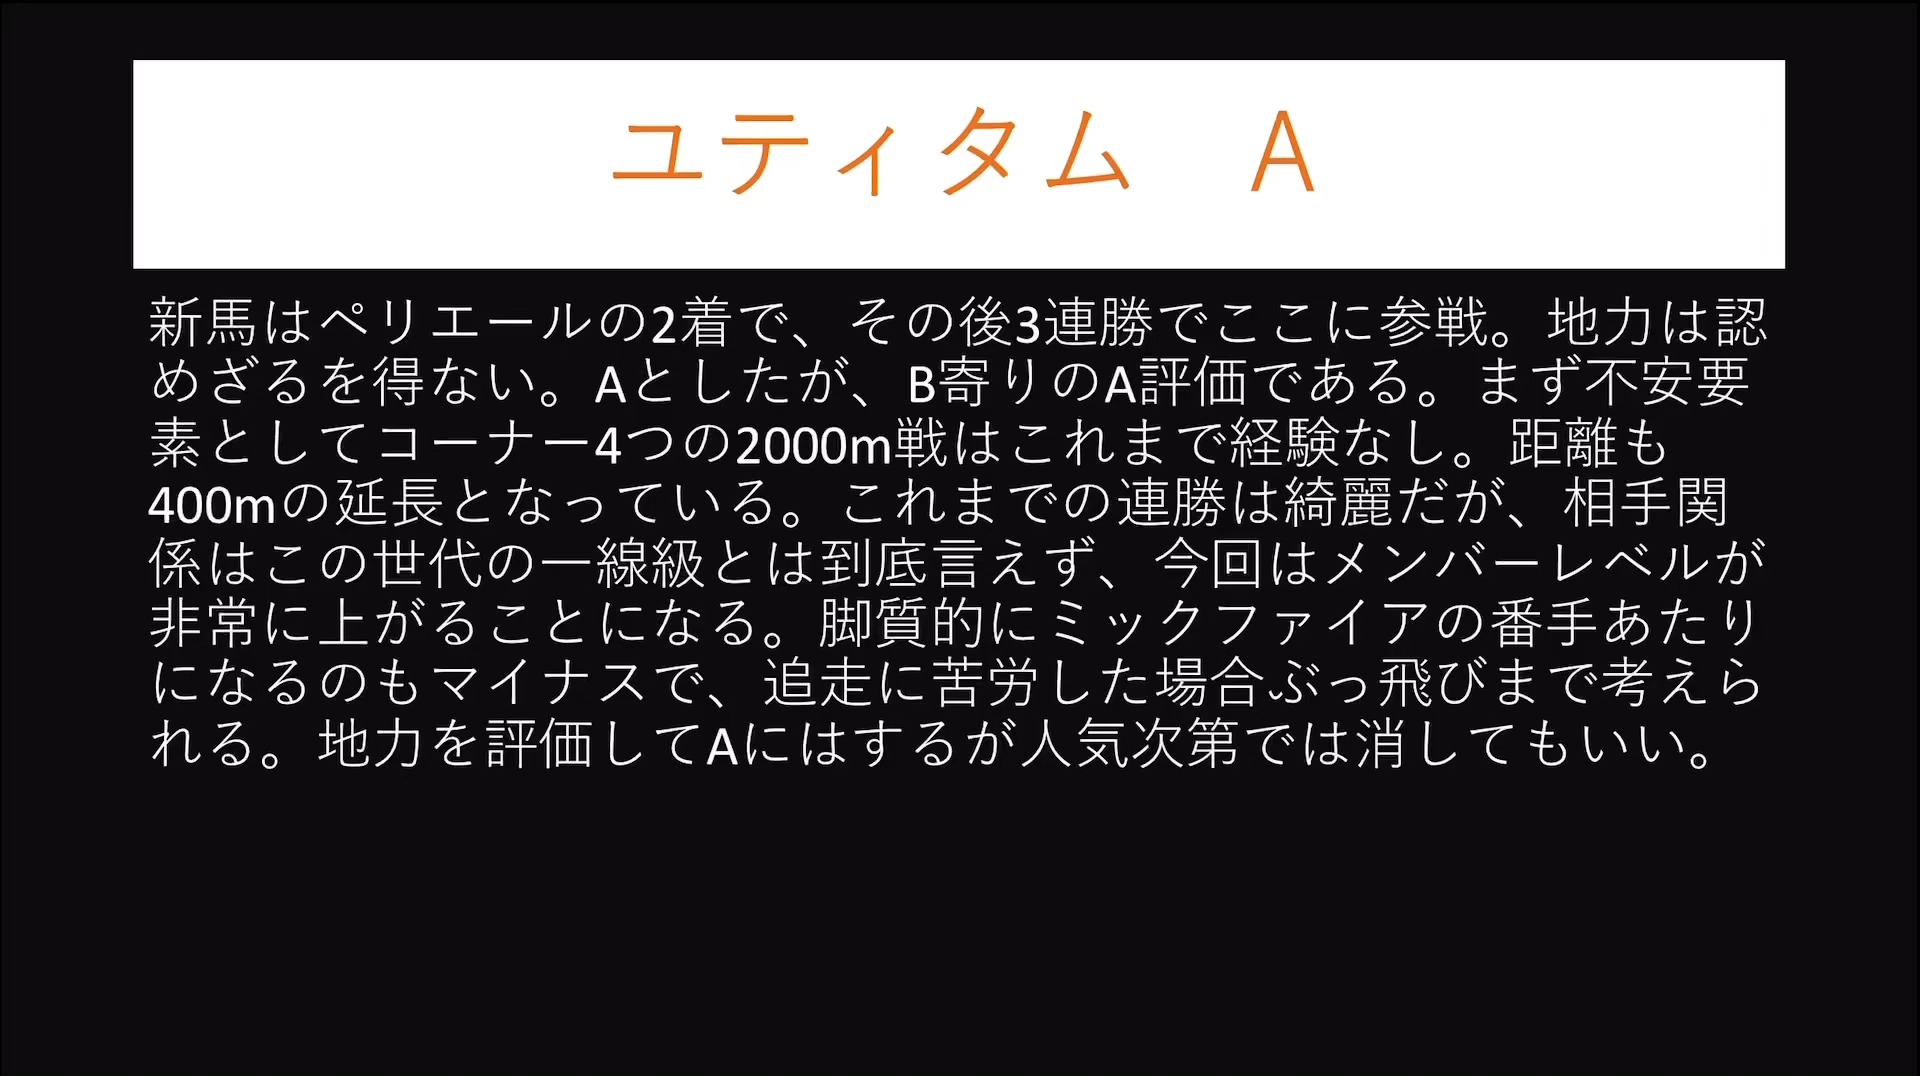 ユティタム　A
新馬はペリエールの2着で、その後3連勝でここに参戦。地力は認
めざるを得ない。Aとしたが、B寄りのA評価である。まず不安要
素としてコーナー4つの2000m戦はこれまで経験なし。距離も
400mの延長となっている。これまでの連勝は綺麗だが、相手関
係はこの世代の一線級とは到底言えず、今回はメンバーレベルが
非常に上がることになる。脚質的にミックファイアの番手あたり
になるのもマイナスで、追走に苦労した場合ぶっ飛びまで考えら
れる。地力を評価してAにはするが人気次第では消してもいい。